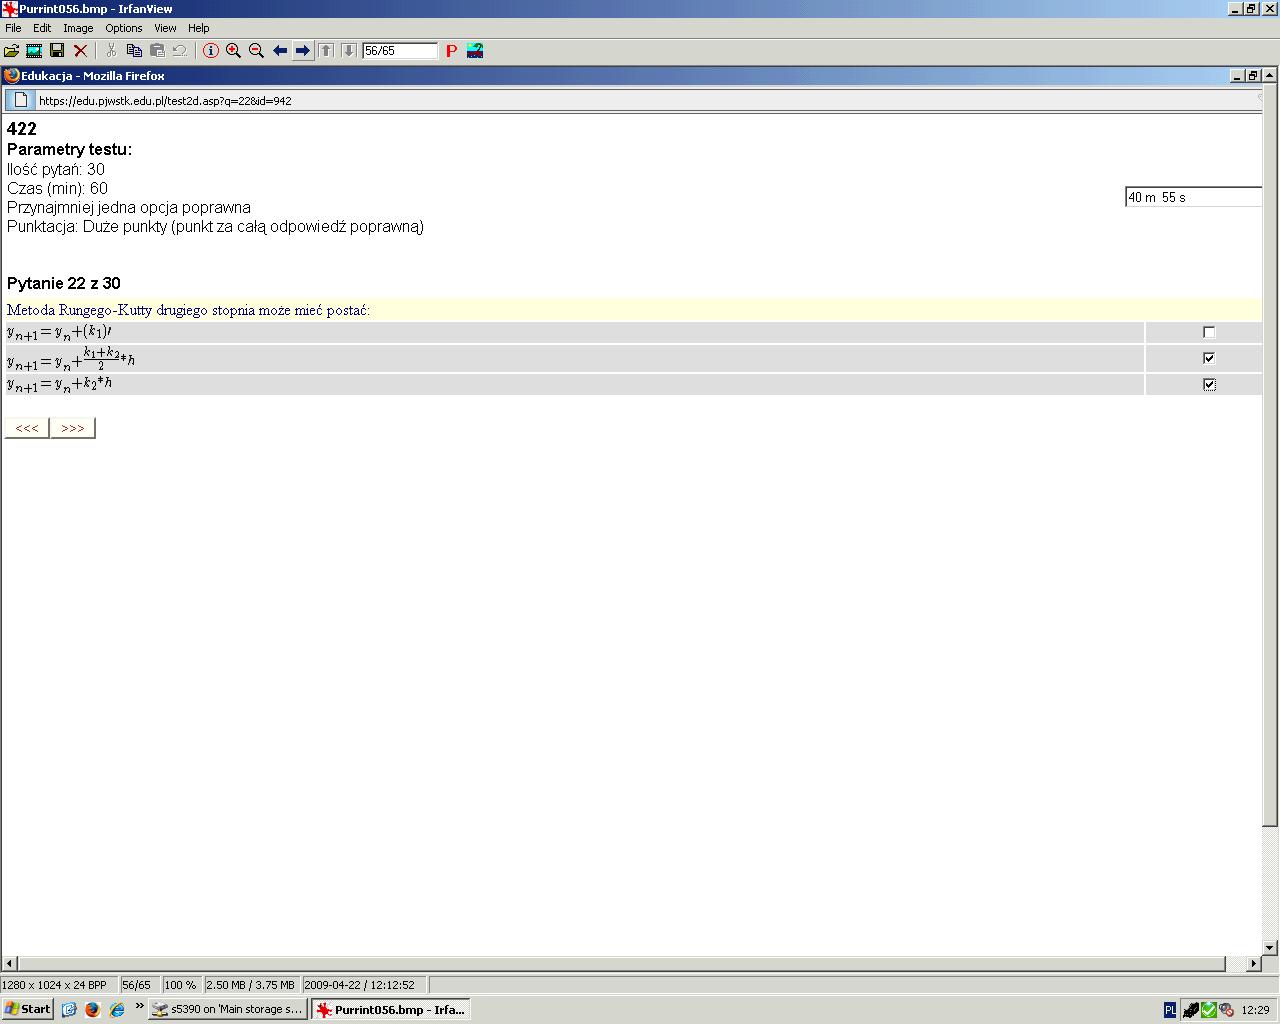 Purrint056.bmp - IrfanView
File Edit Image Options View Help
56/65
Edukacja - Mozilla Firefox
https://edu.pjwstk.edu.pl/test2d.asp?q=22&id=942
422
Parametry testu:
Ilość pytań: 30
Czas (min): 60
40 m 55 s
Przynajmniej jedna opcja poprawna
Punktacja: Duże punkty (punkt za całą odpowiedź poprawną)
Pytanie 22 z 30
Metoda Rungego-Kutty drugiego stopnia może mieć postać:
y_{n+1} = y_n + (k_1)′
y_{n+1} = y_n + \frac{k_1+k_2}{2} * h
y_{n+1} = y_n + k_2 * h
<<< >>>
1280 x 1024 x 24 BPP 56/65 100 % 2.50 MB / 3.75 MB 2009-04-22 / 12:12:52
Start » s5390 on 'Main storage s... Purrint056.bmp - Irfa... PL 12:29